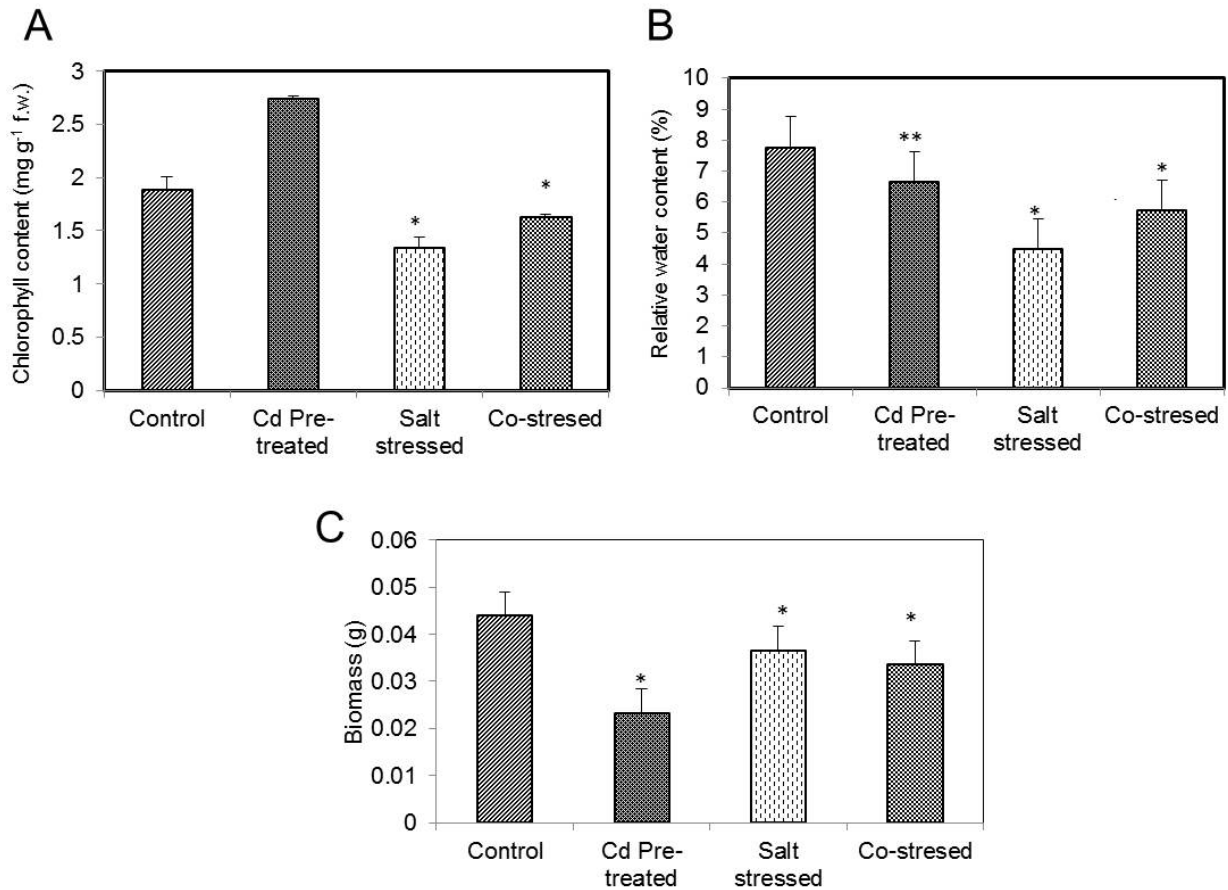 A
Chlorophyll content (mg g⁻¹ f.w.)
3
2.5
2
1.5
1
0.5
0
*
*
Control
Cd Pre-
treated
Salt
stressed
Co-stresed
B
Relative water content (%)
10
9
8
7
6
5
4
3
2
1
0
**
*
*
Control
Cd Pre-
treated
Salt
stressed
Co-stresed
C
Biomass (g)
0.06
0.05
0.04
0.03
0.02
0.01
0
*
*
*
Control
Cd Pre-
treated
Salt
stressed
Co-stresed